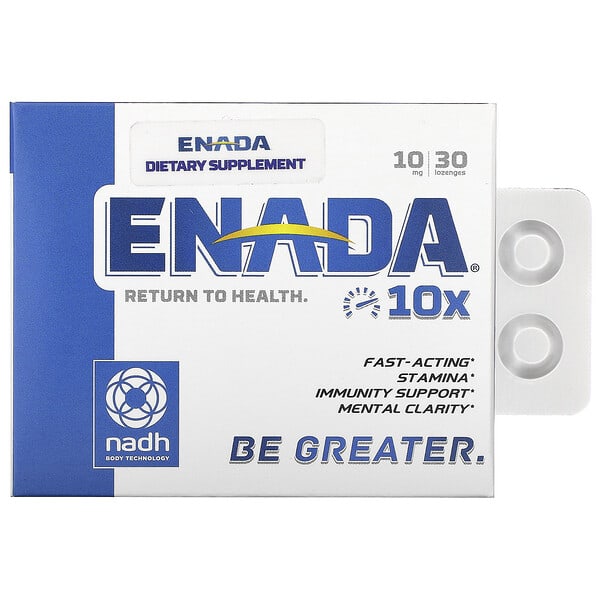 ENADA
DIETARY SUPPLEMENT
10 mg | 30 lozenges
ENADA®
RETURN TO HEALTH.
10x
FAST-ACTING*
STAMINA*
IMMUNITY SUPPORT*
MENTAL CLARITY*
nadh
BODY TECHNOLOGY
BE GREATER.